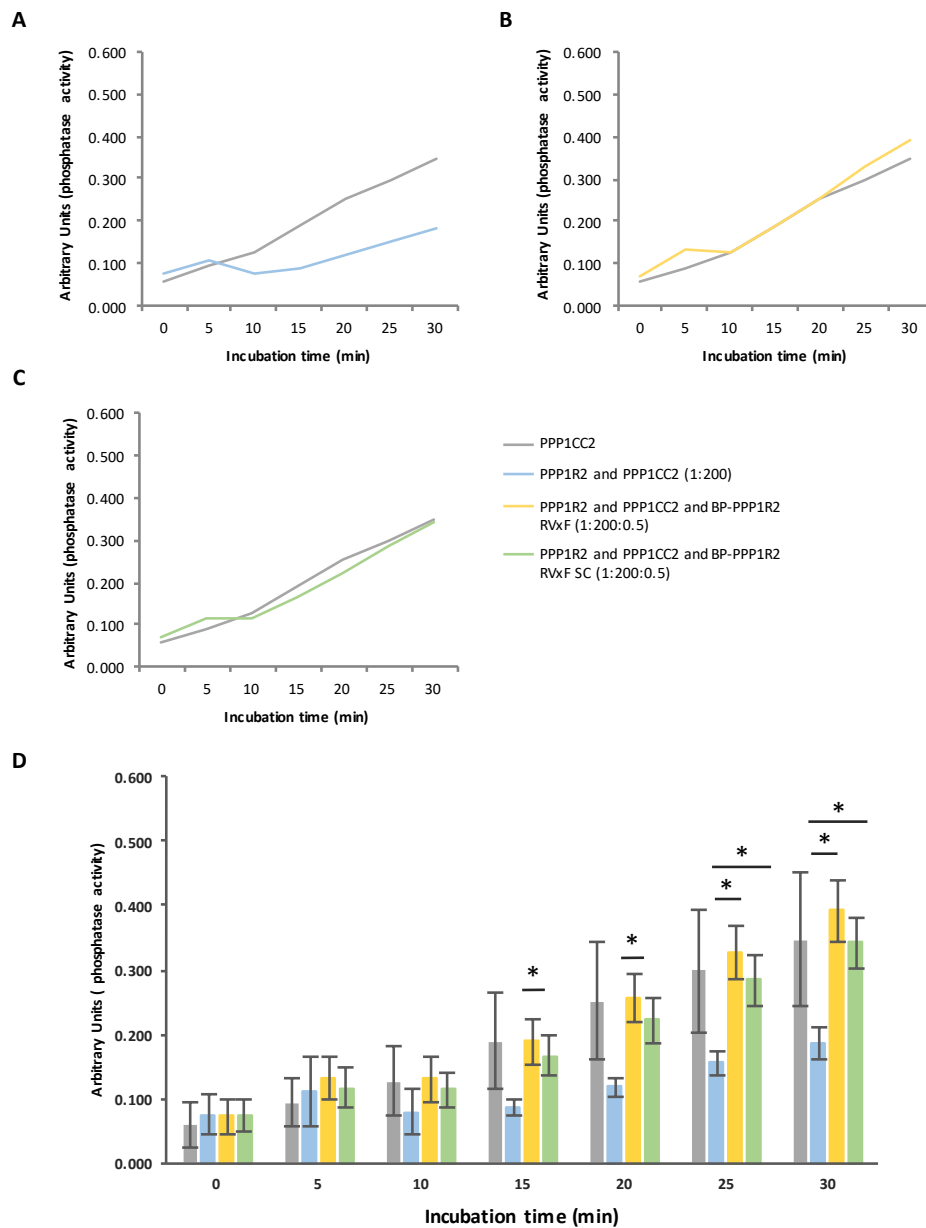 A
0.600
0.500
0.400
0.300
0.200
0.100
0.000
Arbitrary Units (phosphatase activity)
0 5 10 15 20 25 30
Incubation time (min)
B
0.600
0.500
0.400
0.300
0.200
0.100
0.000
Arbitrary Units (phosphatase activity)
0 5 10 15 20 25 30
Incubation time (min)
C
0.600
0.500
0.400
0.300
0.200
0.100
0.000
Arbitrary Units (phosphatase activity)
0 5 10 15 20 25 30
Incubation time (min)
PPP1CC2
PPP1R2 and PPP1CC2 (1:200)
PPP1R2 and PPP1CC2 and BP-PPP1R2
RVxF (1:200:0.5)
PPP1R2 and PPP1CC2 and BP-PPP1R2
RVxF SC (1:200:0.5)
D
0.600
0.500
0.400
0.300
0.200
0.100
0.000
Arbitrary Units ( phosphatase activity)
*
*
*
*
*
*
0 5 10 15 20 25 30
Incubation time (min)